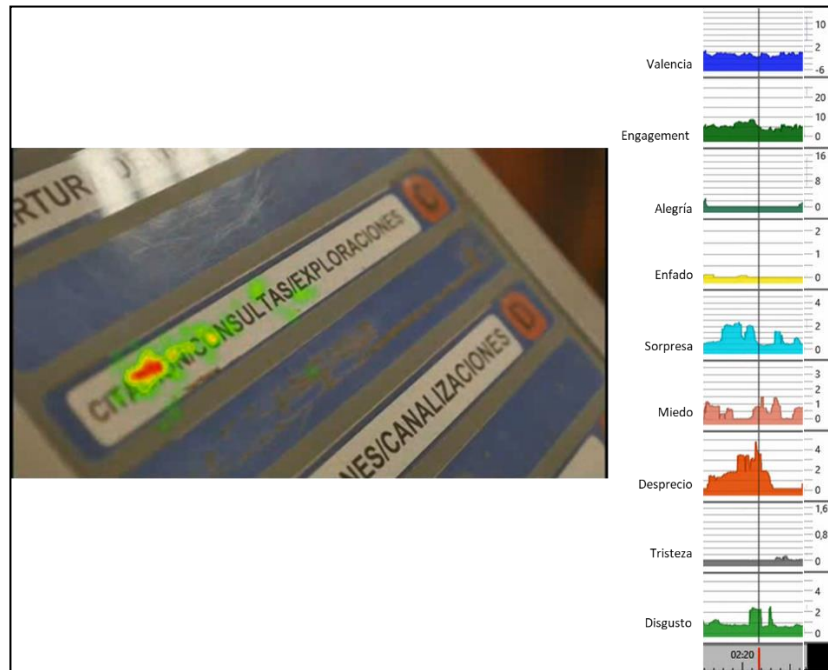 RTUR
CITACIÓN/CONSULTAS/EXPLORACIONES
C
NES/CANALIZACIONES
D
Valencia
10
2
-6
Engagement
20
10
0
Alegría
16
8
0
Enfado
2
1
0
Sorpresa
4
2
0
Miedo
3
2
1
0
Desprecio
4
2
0
Tristeza
1,6
0,8
0
Disgusto
4
2
0
02:20